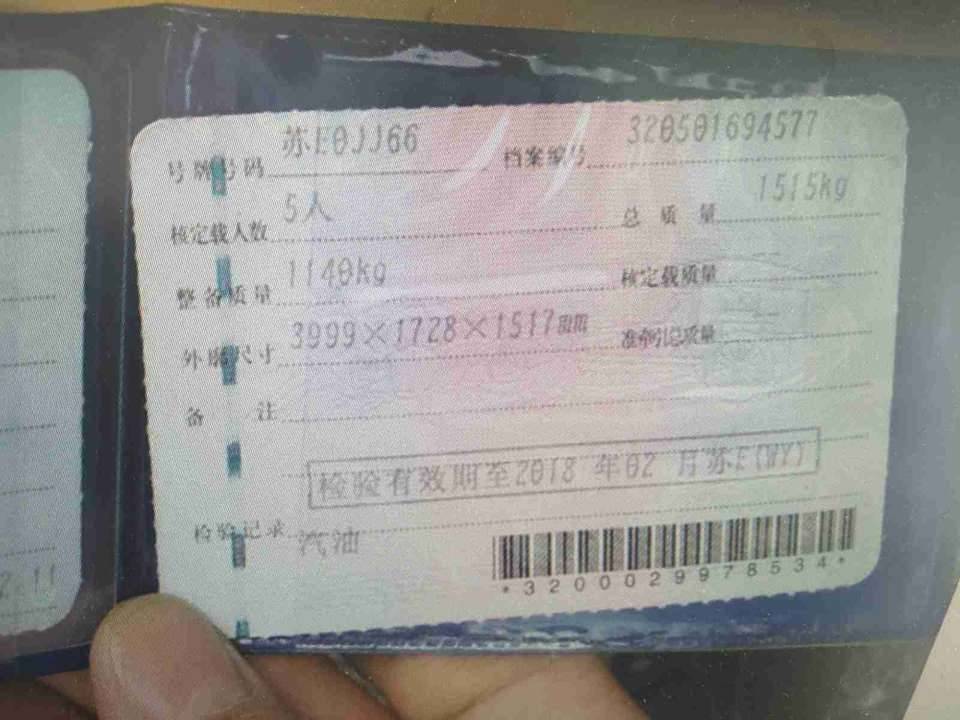 号牌号码 苏E0JJ66 档案编号 320501694577
核定载人数 5人 总质量 1515kg
整备质量 1140kg 核定载质量
外廓尺寸 3999×1728×1517mm 准牵引总质量
备注
检验有效期至2018 年02 月苏E(WY)
检验记录 汽油
*3200029978534*